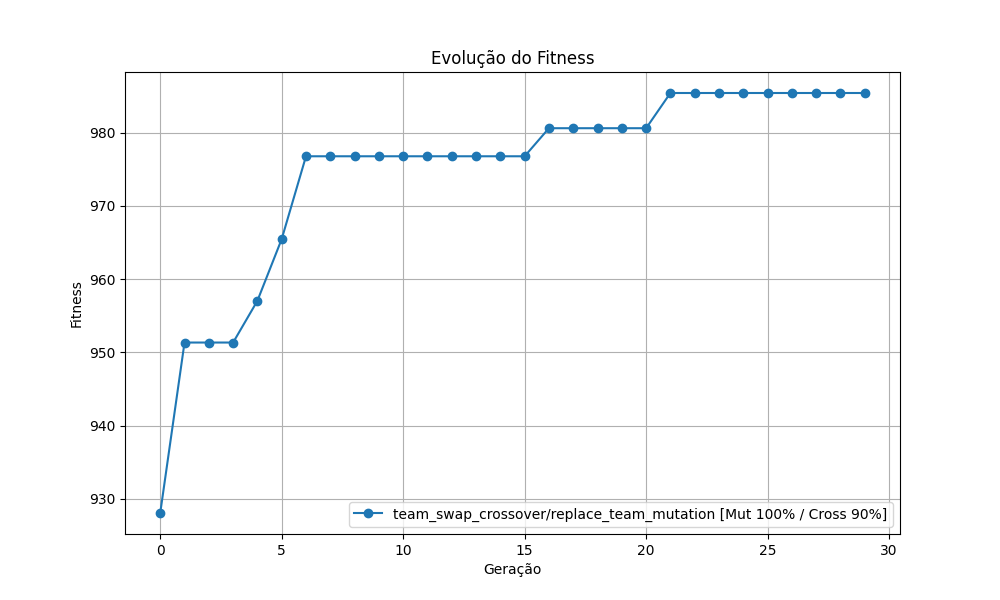 Evolução do Fitness
Fitness
980
970
960
950
940
930
team_swap_crossover/replace_team_mutation [Mut 100% / Cross 90%]
0 5 10 15 20 25 30
Geração